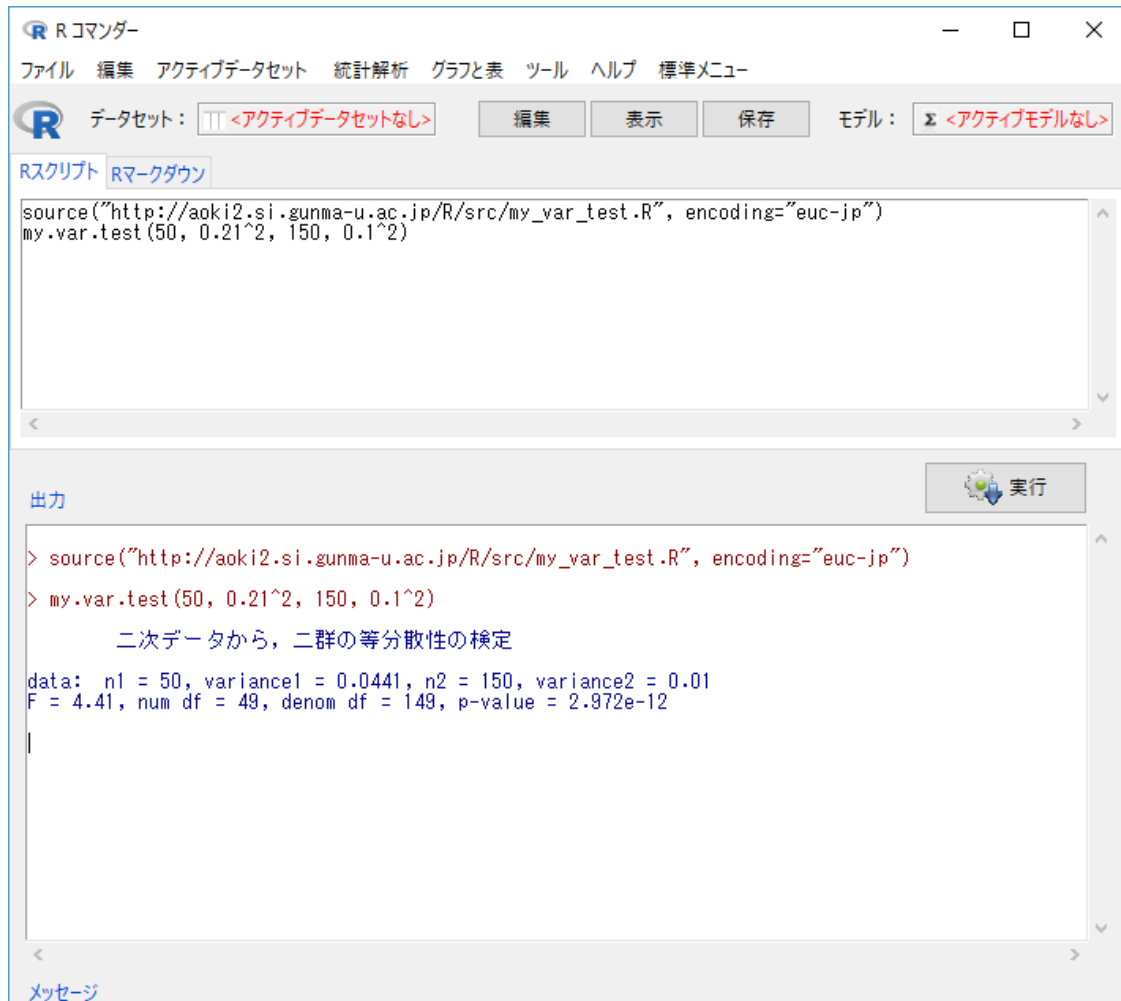 R Rコマンダー
ファイル 編集 アクティブデータセット 統計解析 グラフと表 ツール ヘルプ 標準メニュー
R データセット： <アクティブデータセットなし> 編集 表示 保存 モデル： Σ <アクティブモデルなし>
Rスクリプト Rマークダウン
source("http://aoki2.si.gunma-u.ac.jp/R/src/my_var_test.R", encoding="euc-jp")
my.var.test(50, 0.21^2, 150, 0.1^2)
実行
出力
> source("http://aoki2.si.gunma-u.ac.jp/R/src/my_var_test.R", encoding="euc-jp")
> my.var.test(50, 0.21^2, 150, 0.1^2)
二次データから，二群の等分散性の検定
data: n1 = 50, variance1 = 0.0441, n2 = 150, variance2 = 0.01
F = 4.41, num df = 49, denom df = 149, p-value = 2.972e-12
メッセージ